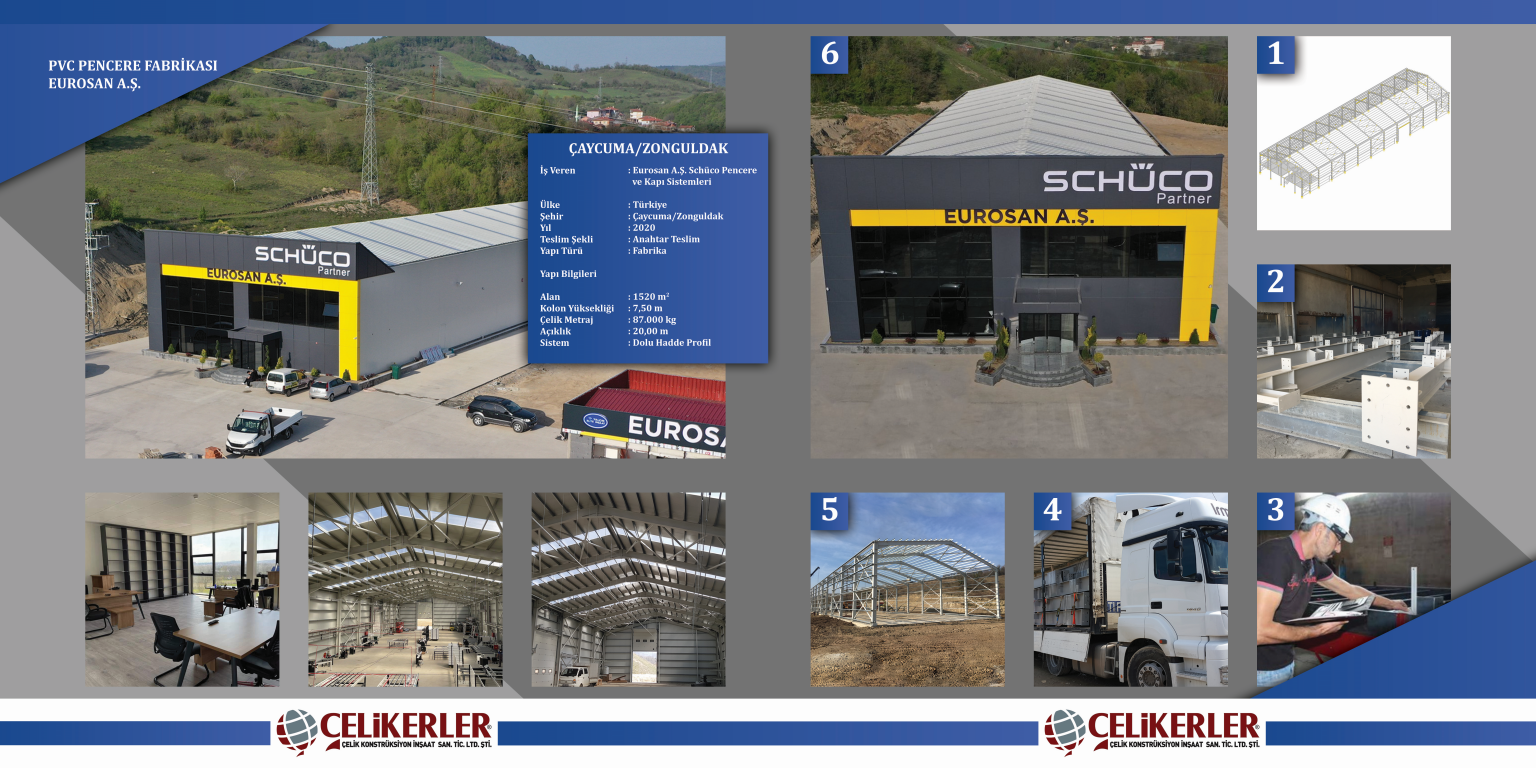 PVC PENCERE FABRİKASI
EUROSAN A.Ş.
SCHÜCO
Partner
EUROSAN A.Ş.
EUROSA
ÇAYCUMA/ZONGULDAK
İş Veren : Eurosan A.Ş. Schüco Pencere
ve Kapı Sistemleri
Ülke : Türkiye
Şehir : Çaycuma/Zonguldak
Yıl : 2020
Teslim Şekli : Anahtar Teslim
Yapı Türü : Fabrika
Yapı Bilgileri
Alan : 1520 m²
Kolon Yüksekliği : 7,50 m
Çelik Metraj : 87.000 kg
Açıklık : 20,00 m
Sistem : Dolu Hadde Profil
6
SCHÜCO
Partner
EUROSAN A.Ş.
1
2
5
4
3
ÇELİKERLER®
ÇELİK KONSTRÜKSİYON İNŞAAT SAN. TİC. LTD. ŞTİ.
ÇELİKERLER®
ÇELİK KONSTRÜKSİYON İNŞAAT SAN. TİC. LTD. ŞTİ.